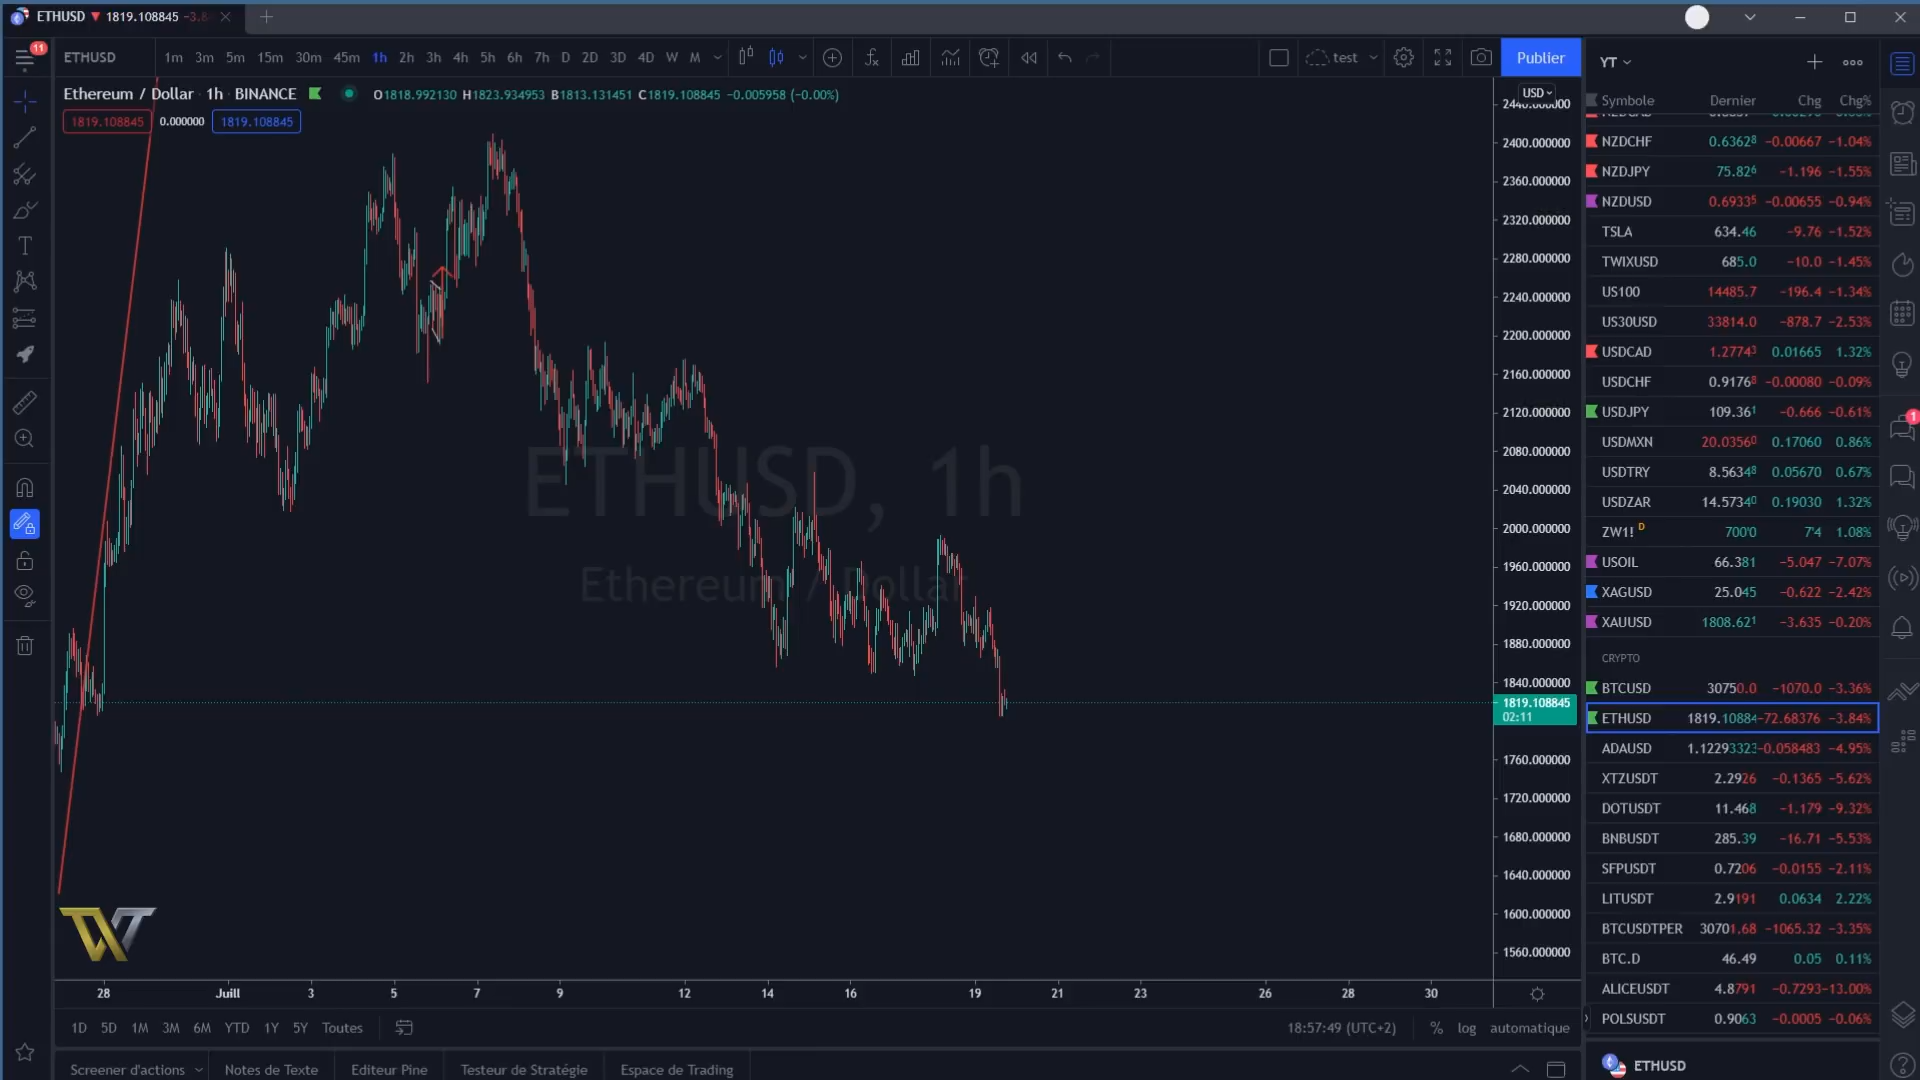 ETHUSD ▼ 1819.108845 −3.8
11
ETHUSD 1m 3m 5m 15m 30m 45m 1h 2h 3h 4h 5h 6h 7h D 2D 3D 4D W M test Publier
Ethereum / Dollar · 1h · BINANCE O1818.992130 H1823.934953 B1813.131451 C1819.108845 −0.005958 (−0.00%)
1819.108845 0.000000 1819.108845
ETHUSD, 1h
Ethereum / Dollar
USD
2440.000000
2400.000000
2360.000000
2320.000000
2280.000000
2240.000000
2200.000000
2160.000000
2120.000000
2080.000000
2040.000000
2000.000000
1960.000000
1920.000000
1880.000000
1840.000000
1819.108845
02:11
1760.000000
1720.000000
1680.000000
1640.000000
1600.000000
1560.000000
28 Juill 3 5 7 9 12 14 16 19 21 23 26 28 30
1D 5D 1M 3M 6M YTD 1Y 5Y Toutes 18:57:49 (UTC+2) % log automatique
Screener d'actions Notes de Texte Editeur Pine Testeur de Stratégie Espace de Trading
YT
Symbole Dernier Chg Chg%
NZDCHF 0.63628 −0.00667 −1.04%
NZDJPY 75.826 −1.196 −1.55%
NZDUSD 0.69335 −0.00655 −0.94%
TSLA 634.46 −9.76 −1.52%
TWIXUSD 685.0 −10.0 −1.45%
US100 14485.7 −196.4 −1.34%
US30USD 33814.0 −878.7 −2.53%
USDCAD 1.27743 0.01665 1.32%
USDCHF 0.91768 −0.00080 −0.09%
USDJPY 109.361 −0.666 −0.61%
USDMXN 20.03560 0.17060 0.86%
USDTRY 8.56348 0.05670 0.67%
USDZAR 14.57340 0.19030 1.32%
ZW1! D 700'0 7'4 1.08%
USOIL 66.381 −5.047 −7.07%
XAGUSD 25.045 −0.622 −2.42%
XAUUSD 1808.621 −3.635 −0.20%
CRYPTO
BTCUSD 30750.0 −1070.0 −3.36%
ETHUSD 1819.10884 −72.68376 −3.84%
ADAUSD 1.12293323 −0.058483 −4.95%
XTZUSDT 2.2926 −0.1365 −5.62%
DOTUSDT 11.468 −1.179 −9.32%
BNBUSDT 285.39 −16.71 −5.53%
SFPUSDT 0.7206 −0.0155 −2.11%
LITUSDT 2.9191 0.0634 2.22%
BTCUSDTPER 30701.68 −1065.32 −3.35%
BTC.D 46.49 0.05 0.11%
ALICEUSDT 4.8791 −0.7293 −13.00%
POLSUSDT 0.9063 −0.0005 −0.06%
ETHUSD
1